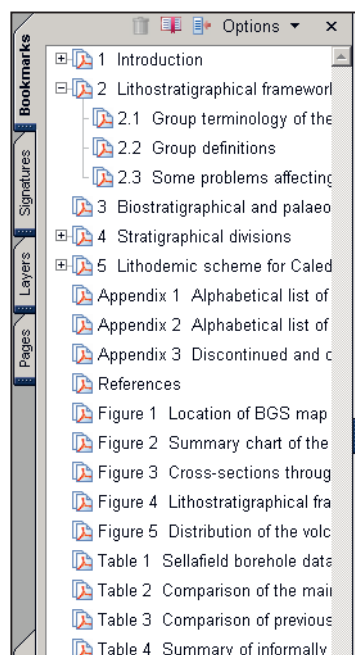 Options
Bookmarks
Signatures
Layers
Pages
1 Introduction
2 Lithostratigraphical framewor
2.1 Group terminology of the
2.2 Group definitions
2.3 Some problems affecting
3 Biostratigraphical and palaeo
4 Stratigraphical divisions
5 Lithodemic scheme for Caled
Appendix 1 Alphabetical list of
Appendix 2 Alphabetical list of
Appendix 3 Discontinued and o
References
Figure 1 Location of BGS map
Figure 2 Summary chart of the
Figure 3 Cross-sections throug
Figure 4 Lithostratigraphical fra
Figure 5 Distribution of the volc
Table 1 Sellafield borehole data
Table 2 Comparison of the mai
Table 3 Comparison of previous
Table 4 Summary of informally